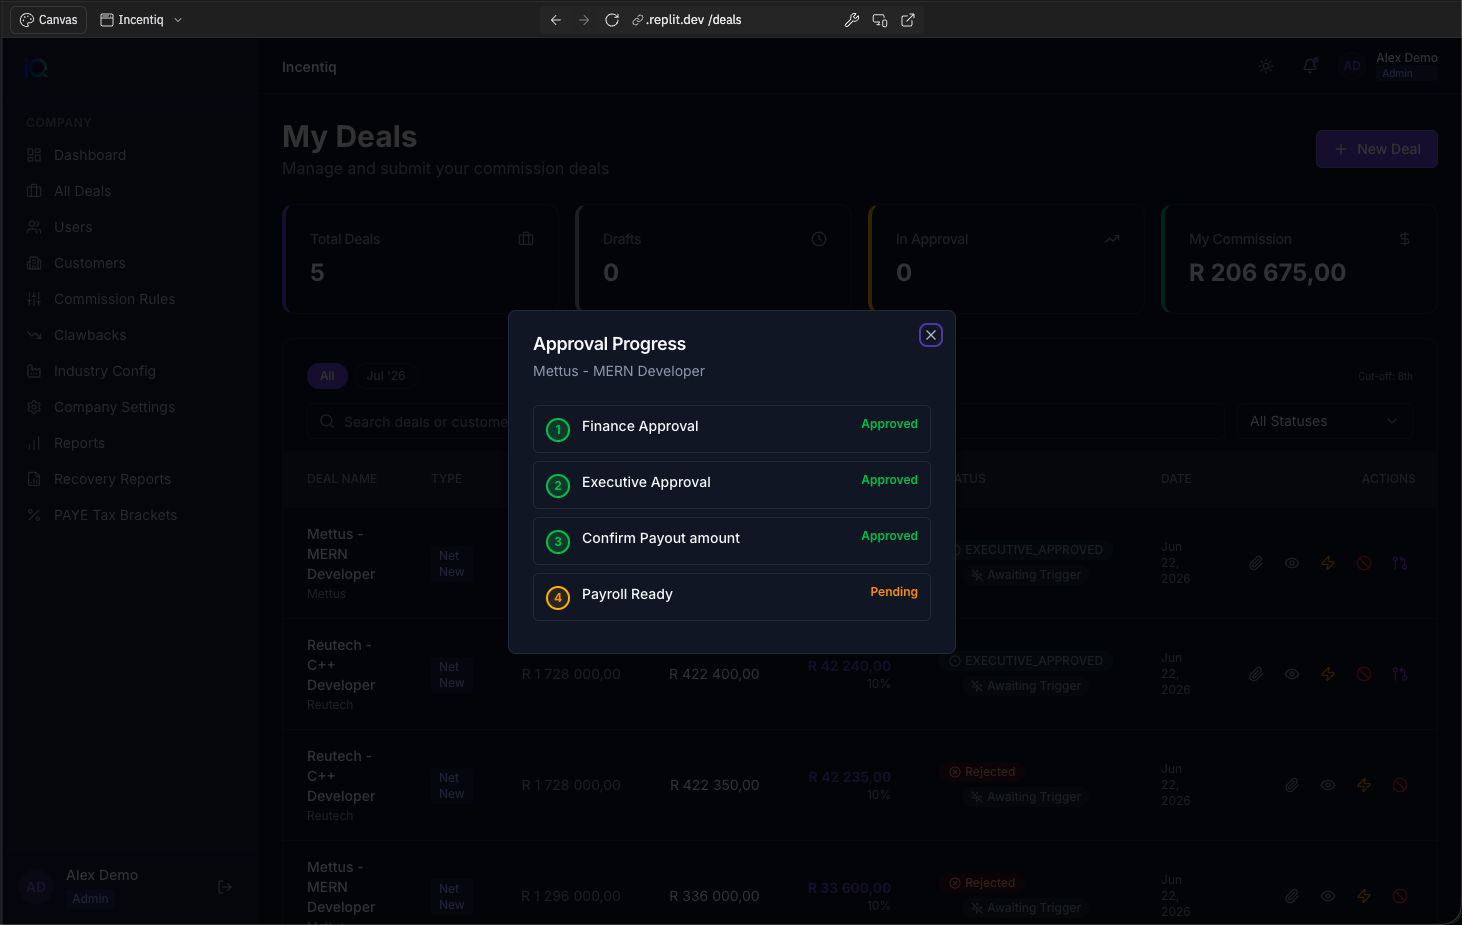 Canvas
Incentiq
.replit.dev /deals
IQ
Incentiq
AD
Alex Demo
Admin
COMPANY
Dashboard
All Deals
Users
Customers
Commission Rules
Clawbacks
Industry Config
Company Settings
Reports
Recovery Reports
PAYE Tax Brackets
My Deals
Manage and submit your commission deals
+ New Deal
Total Deals
5
Drafts
0
In Approval
0
My Commission
$
R 206 675,00
All
Jul '26
Cut-off: 8th
Search deals or custome
All Statuses
Approval Progress
Mettus - MERN Developer
1 Finance Approval Approved
2 Executive Approval Approved
3 Confirm Payout amount Approved
4 Payroll Ready Pending
DEAL NAME TYPE ATUS DATE ACTIONS
Mettus -
MERN
Developer
Mettus
Net
New
EXECUTIVE_APPROVED
Awaiting Trigger
Jun
22,
2026
Reutech -
C++
Developer
Reutech
Net
New
R 1 728 000,00
R 422 400,00
R 42 240,00
10%
EXECUTIVE_APPROVED
Awaiting Trigger
Jun
22,
2026
Reutech -
C++
Developer
Reutech
Net
New
R 1 728 000,00
R 422 350,00
R 42 235,00
10%
Rejected
Awaiting Trigger
Jun
22,
2026
Mettus -
MERN
Developer
Net
New
R 1 296 000,00
R 336 000,00
R 33 600,00
10%
Rejected
Awaiting Trigger
Jun
22,
2026
AD
Alex Demo
Admin